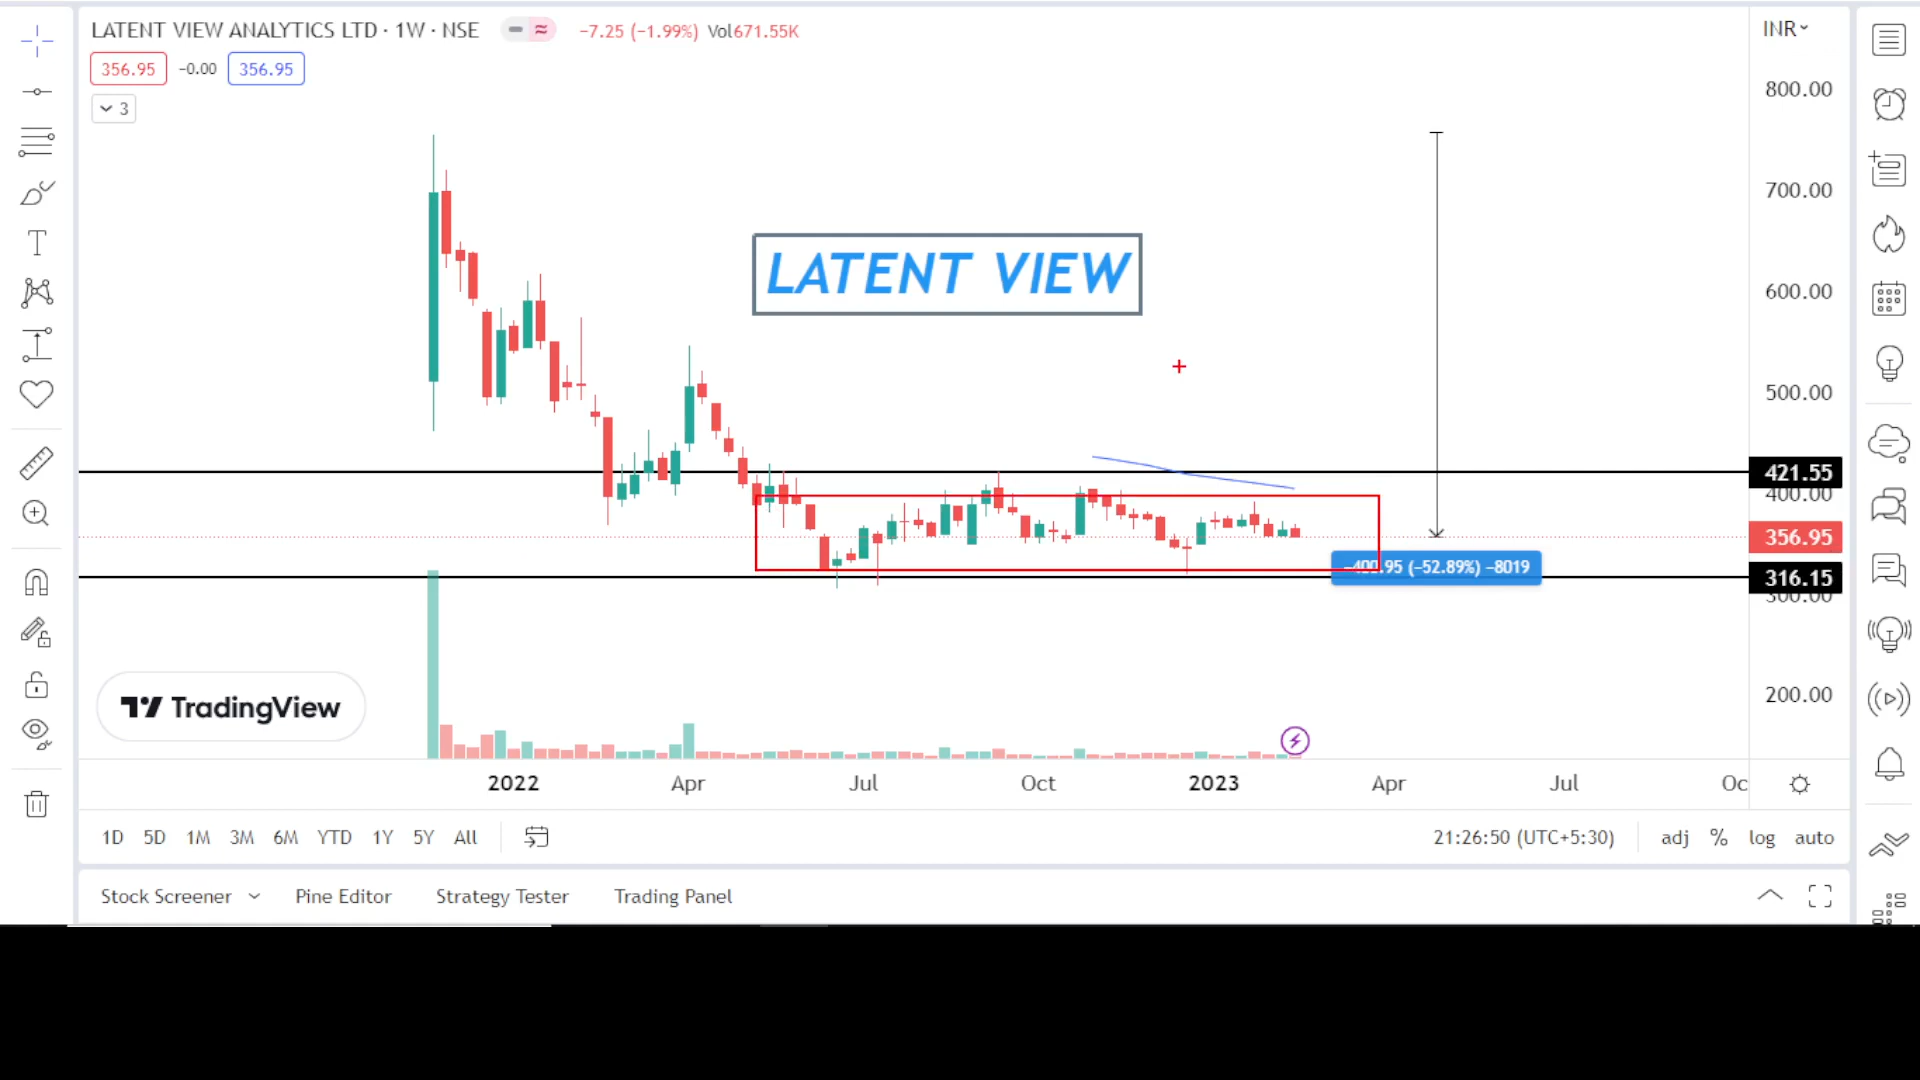 LATENT VIEW ANALYTICS LTD · 1W · NSE −7.25 (−1.99%) Vol671.55K
INR
356.95 −0.00 356.95
3
800.00
700.00
LATENT VIEW
600.00
500.00
421.55
400.00
356.95
(−52.89%) −8019
316.15
300.00
200.00
TradingView
2022 Apr Jul Oct 2023 Apr Jul Oc
1D 5D 1M 3M 6M YTD 1Y 5Y All 21:26:50 (UTC+5:30) adj % log auto
Stock Screener Pine Editor Strategy Tester Trading Panel